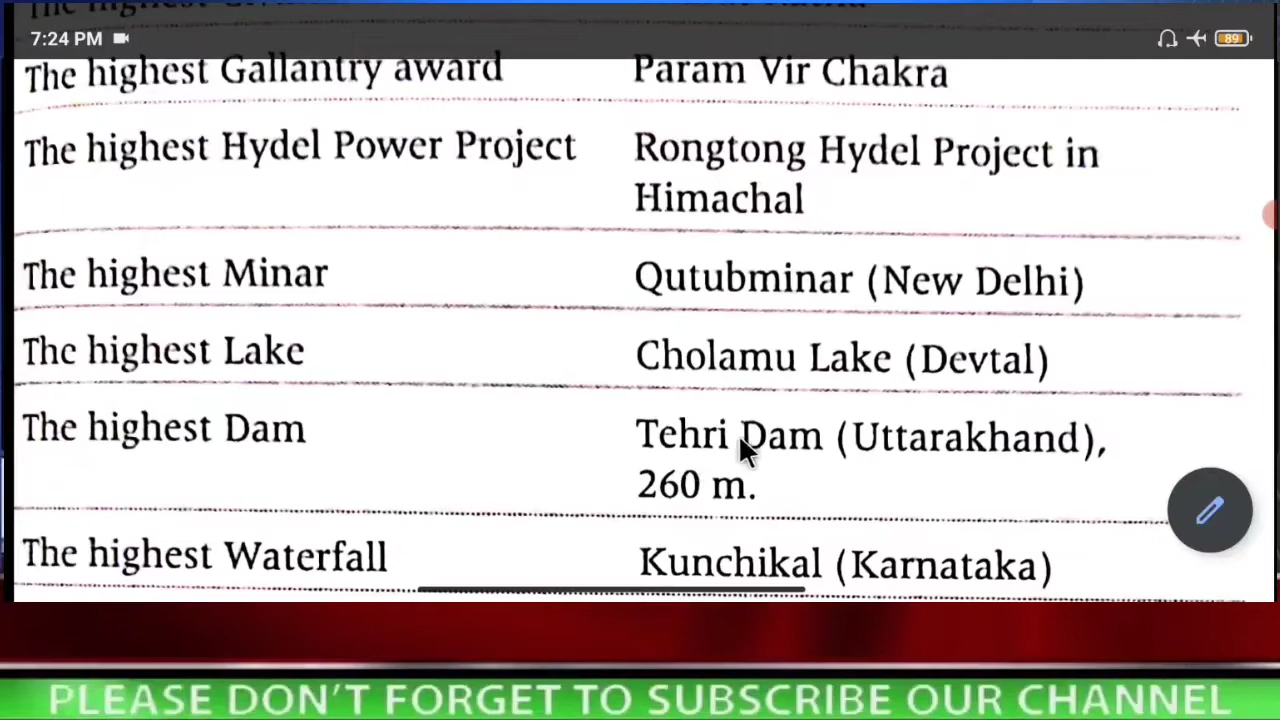 7:24 PM
89
The highest Gallantry award Param Vir Chakra
The highest Hydel Power Project Rongtong Hydel Project in
Himachal
The highest Minar Qutubminar (New Delhi)
The highest Lake Cholamu Lake (Devtal)
The highest Dam Tehri Dam (Uttarakhand),
260 m.
The highest Waterfall Kunchikal (Karnataka)
PLEASE DON'T FORGET TO SUBSCRIBE OUR CHANNEL